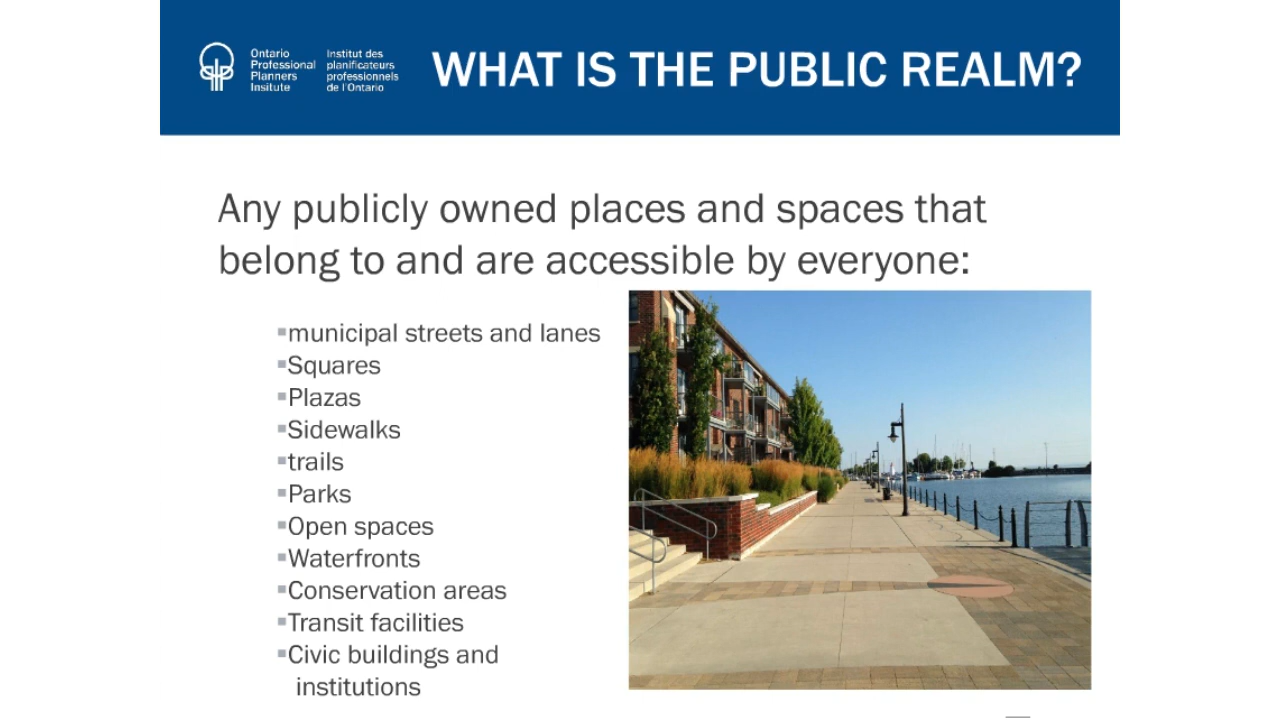 Ontario
Professional
Planners
Insitute
Institut des
planificateurs
professionnels
de l'Ontario
WHAT IS THE PUBLIC REALM?
Any publicly owned places and spaces that
belong to and are accessible by everyone:
▪municipal streets and lanes
▪Squares
▪Plazas
▪Sidewalks
▪trails
▪Parks
▪Open spaces
▪Waterfronts
▪Conservation areas
▪Transit facilities
▪Civic buildings and
institutions